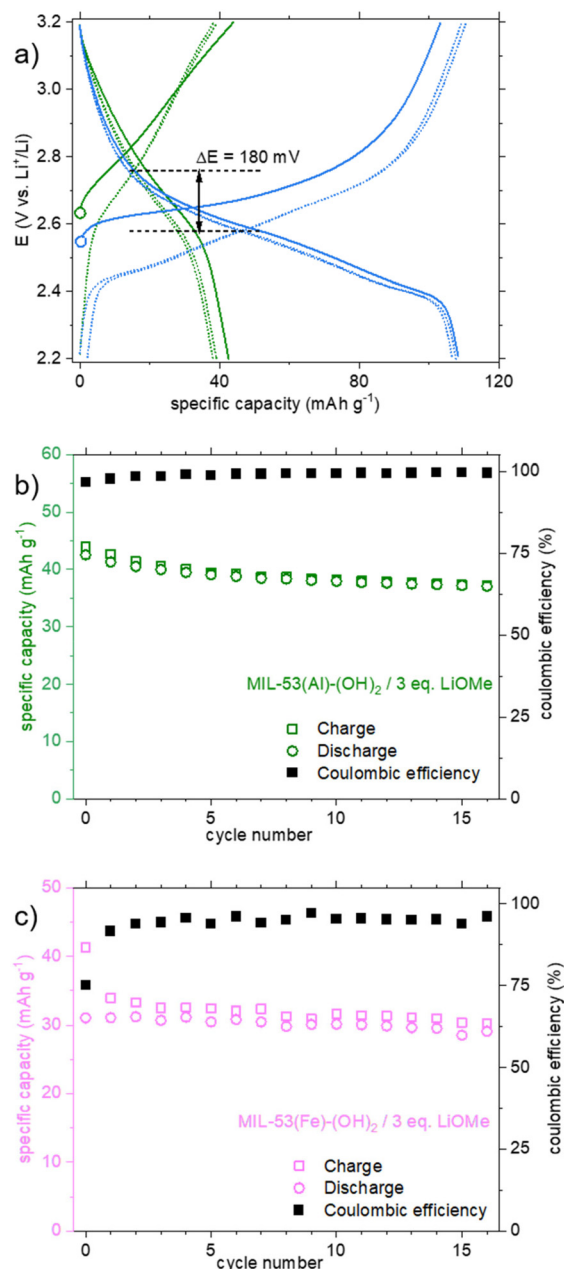 a)
3.2
3.0
2.8
2.6
2.4
2.2
E (V vs. Li⁺/Li)
ΔE = 180 mV
0 40 80 120
specific capacity (mAh g⁻¹)
b)
60
50
40
30
20
10
0
specific capacity (mAh g⁻¹)
100
75
50
25
0
coulombic efficiency (%)
MIL-53(Al)-(OH)₂ / 3 eq. LiOMe
Charge
Discharge
Coulombic efficiency
0 5 10 15
cycle number
c)
50
40
30
20
10
0
specific capacity (mAh g⁻¹)
100
75
50
25
0
coulombic efficiency (%)
MIL-53(Fe)-(OH)₂ / 3 eq. LiOMe
Charge
Discharge
Coulombic efficiency
0 5 10 15
cycle number